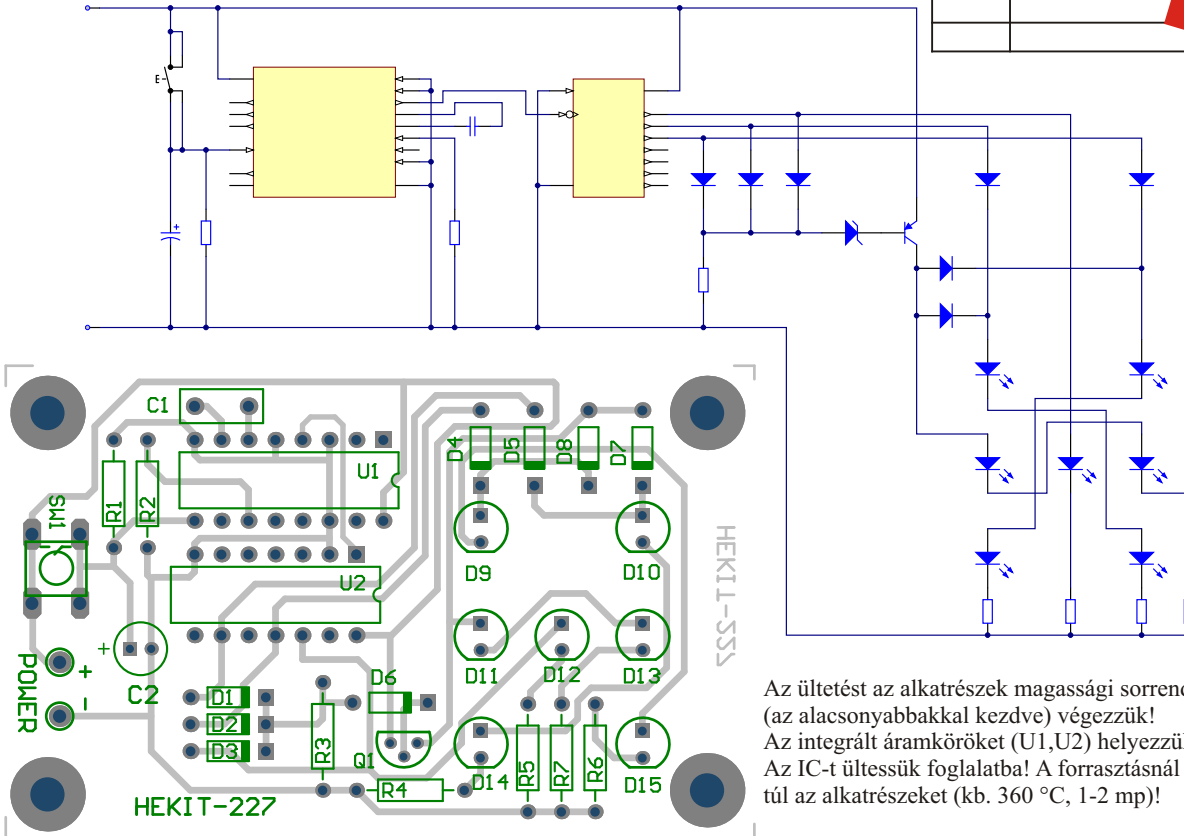 E
+
C1
D4
D5
D8
D7
U1
R1
R2
SW1
D9
D10
U2
HEKIT-227
+
D11
D12
D13
POWER
+
-
C2
D6
D1
D2
D3
R3
Q1
R4
D14
R5
R7
R6
D15
HEKIT-227
Az ültetést az alkatrészek magassági
(az alacsonyabbakkal kezdve) végezzük!
Az integrált áramköröket (U1,U2)
Az IC-t ültessük foglalatba! A forrasztásnál
túl az alkatrészeket (kb. 360 °C, 1-2 mp)!